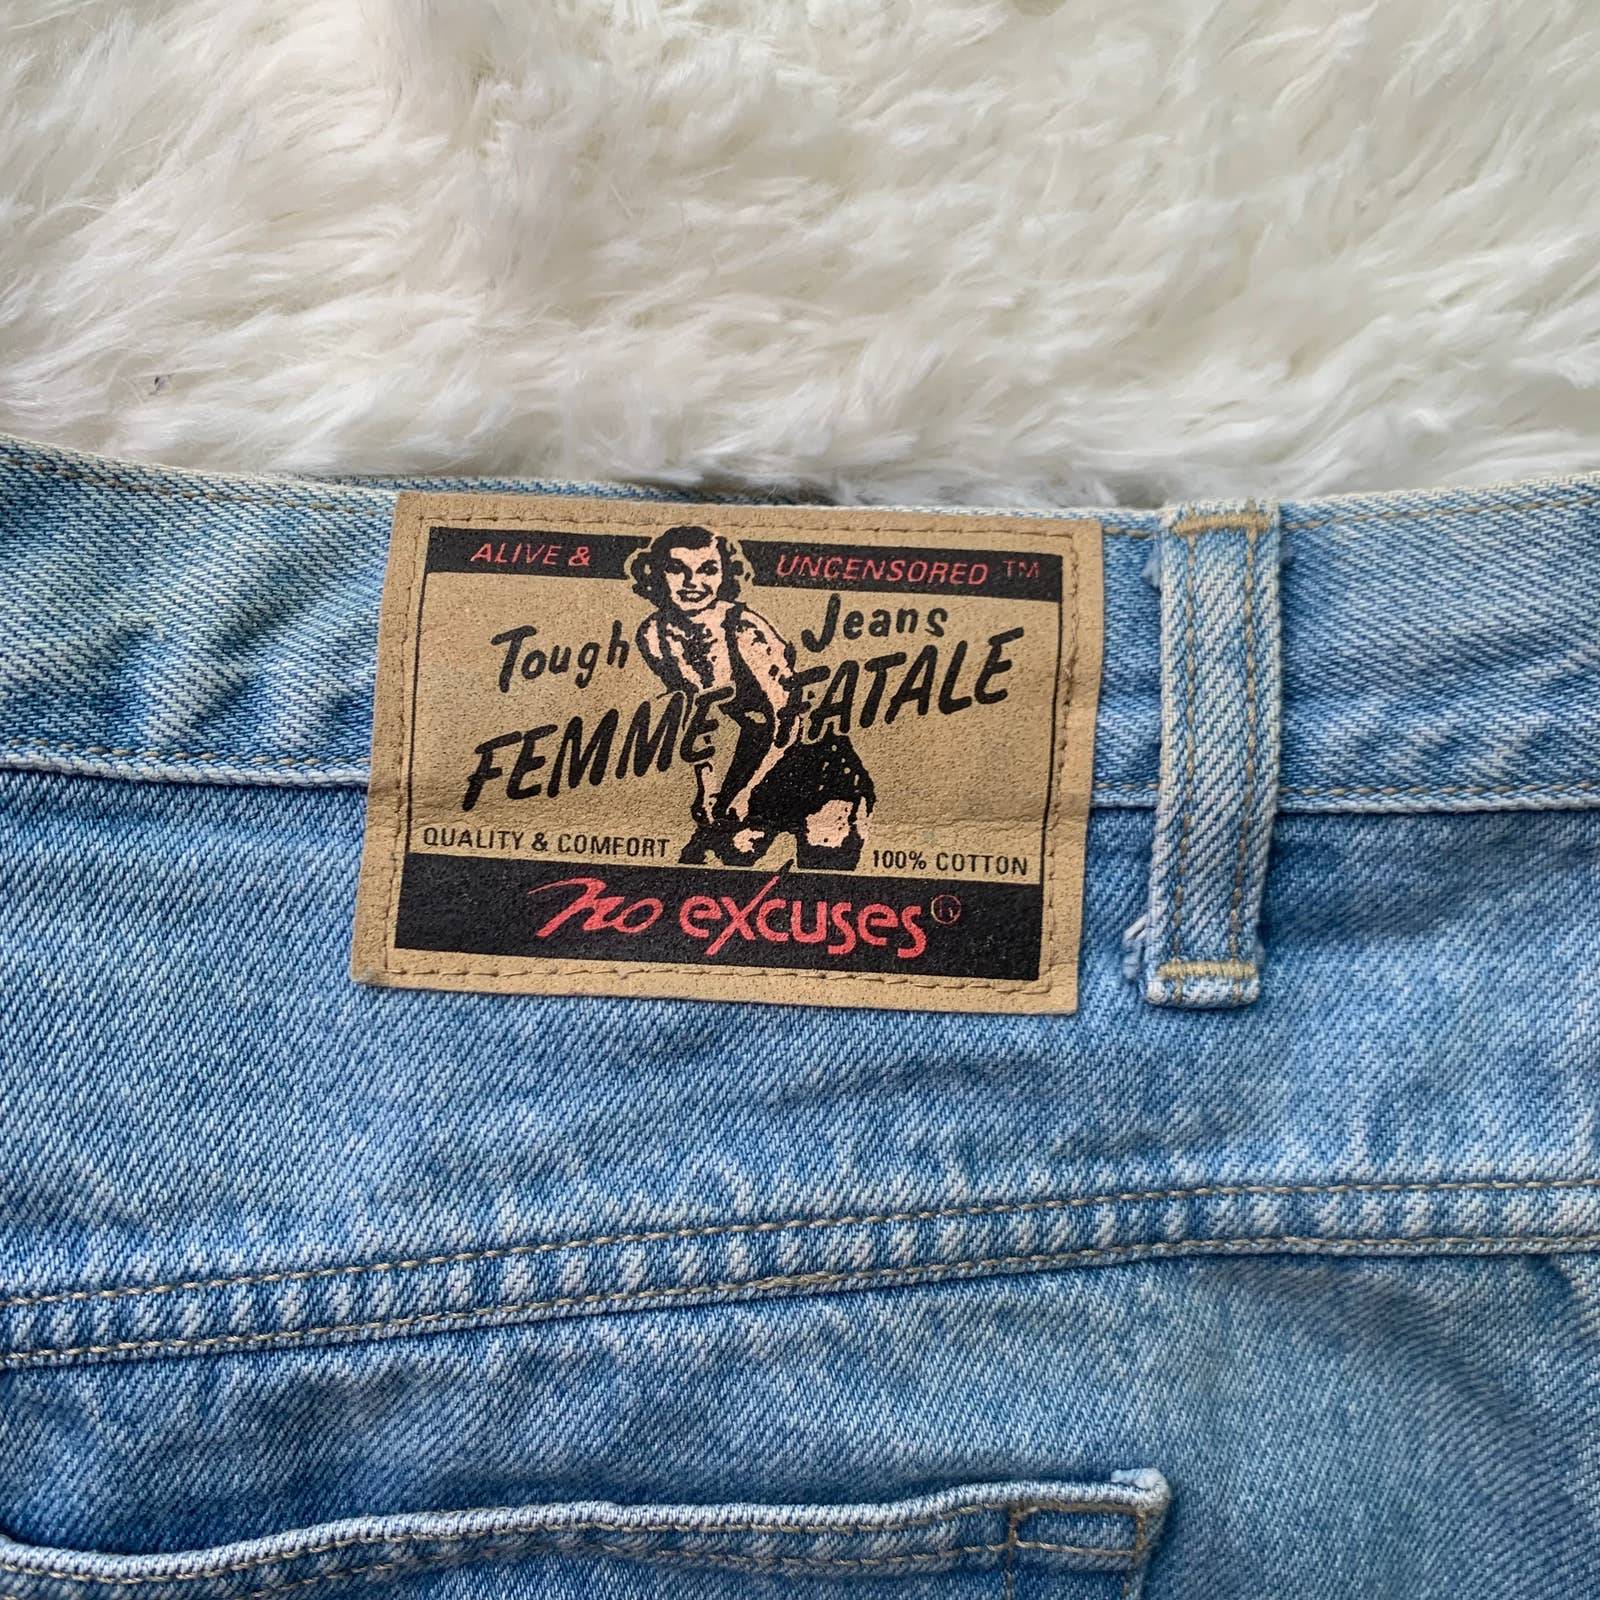 ALIVE & UNCENSORED ™
Tough Jeans
FEMME FATALE
QUALITY & COMFORT 100% COTTON
No excuses®